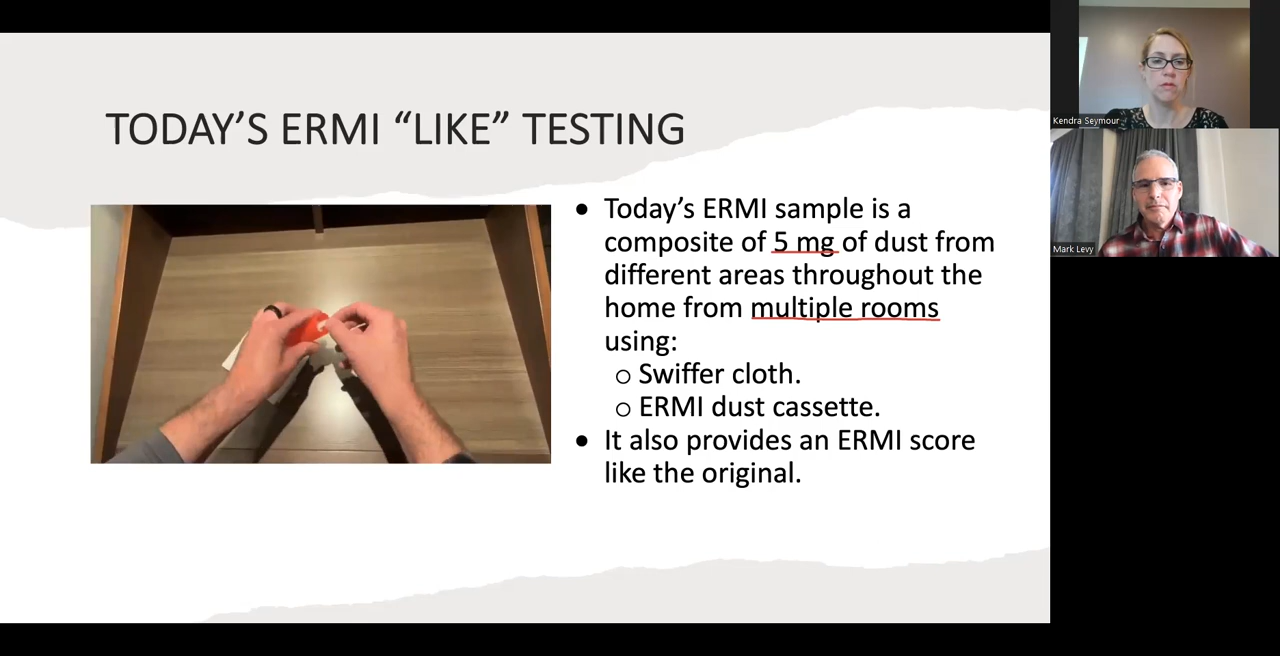 TODAY'S ERMI “LIKE” TESTING
• Today's ERMI sample is a
composite of 5 mg of dust from
different areas throughout the
home from multiple rooms
using:
o Swiffer cloth.
o ERMI dust cassette.
• It also provides an ERMI score
like the original.
Kendra Seymour
Mark Levy